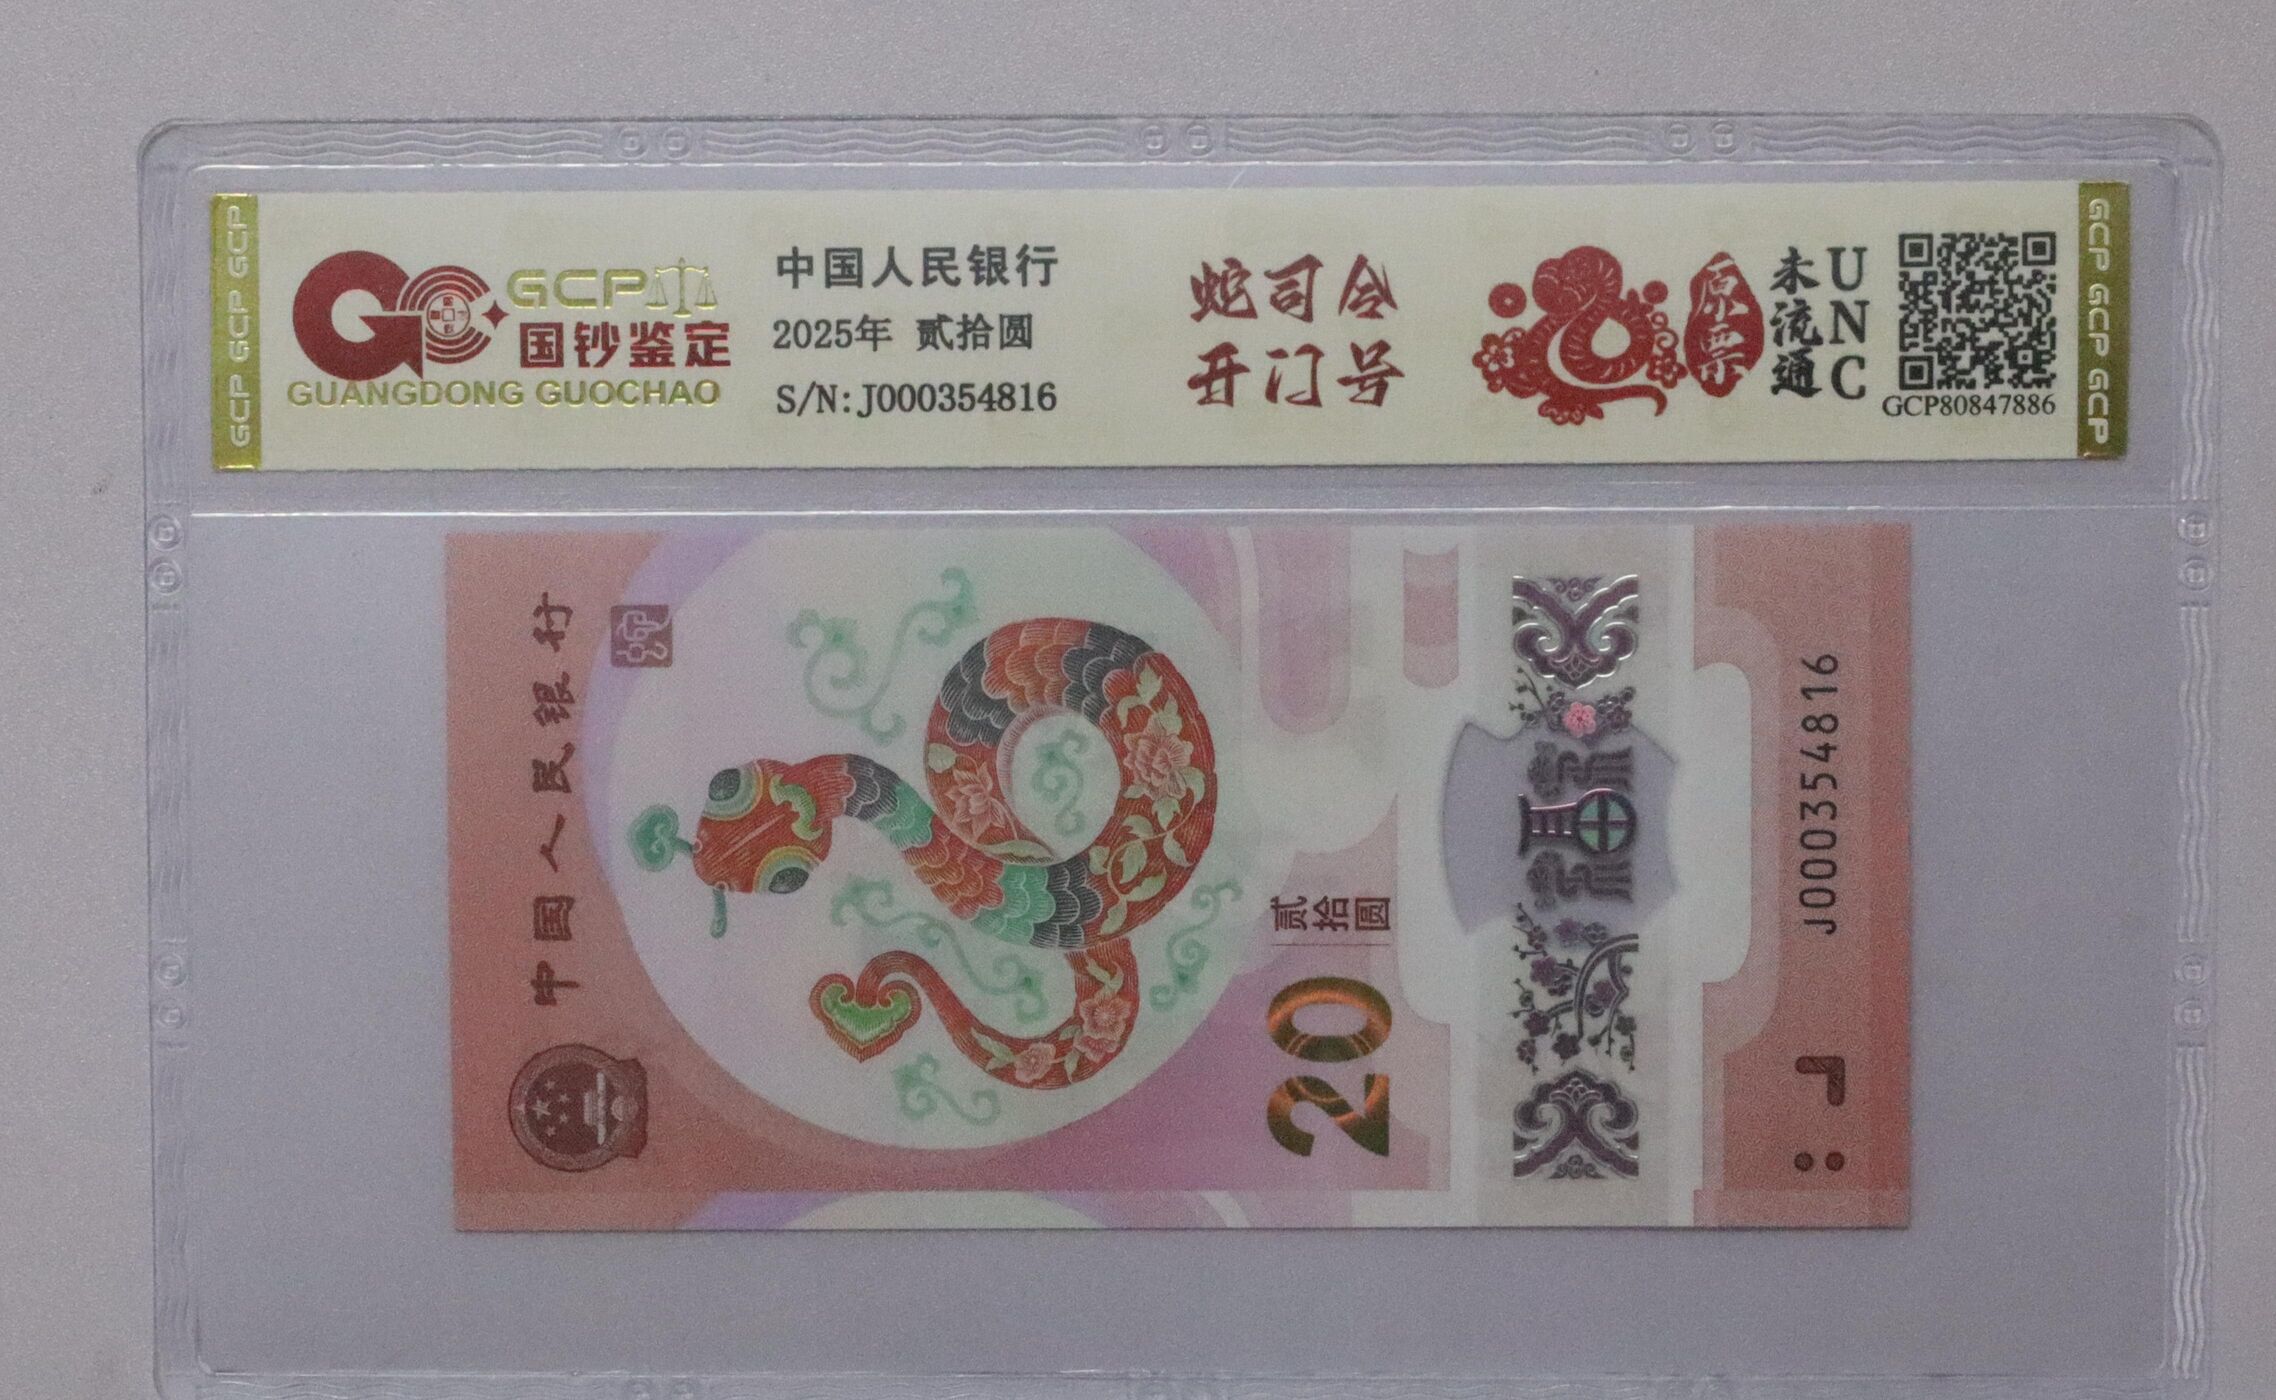 GCP GCP GCP
GCP
国钞鉴定
GUANGDONG GUOCHAO
中国人民银行
2025年 贰拾圆
S/N:J000354816
蛇司令
开门号
原票
未流通
UNC
GCP80847886
GCP GCP GCP
中国人民银行
贰拾圆
20
福
J000354816